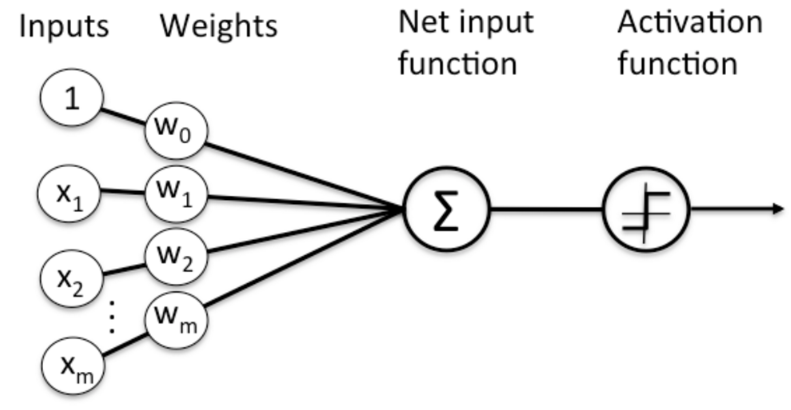 Inputs
Weights
Net input
function
Activation
function
1
w₀
x₁
w₁
x₂
w₂
⋮
xₘ
wₘ
Σ